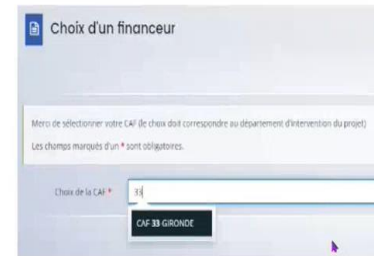 Choix d'un financeur
Merci de sélectionner votre CAF (le choix doit correspondre au département d'intervention du projet)
Les champs marqués d'un * sont obligatoires.
Choix de la CAF *
33
CAF 33 GIRONDE